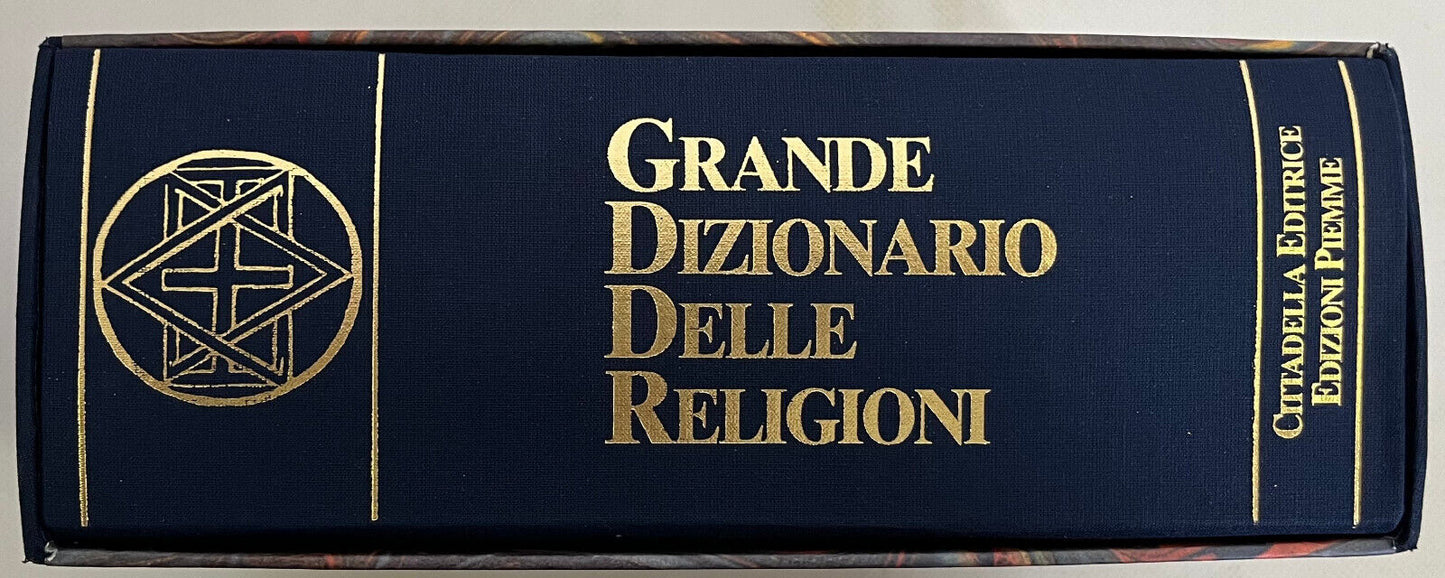 GRANDE
DIZIONARIO
DELLE
RELIGIONI
CITTADELLA EDITRICE
EDIZIONI PIEMME